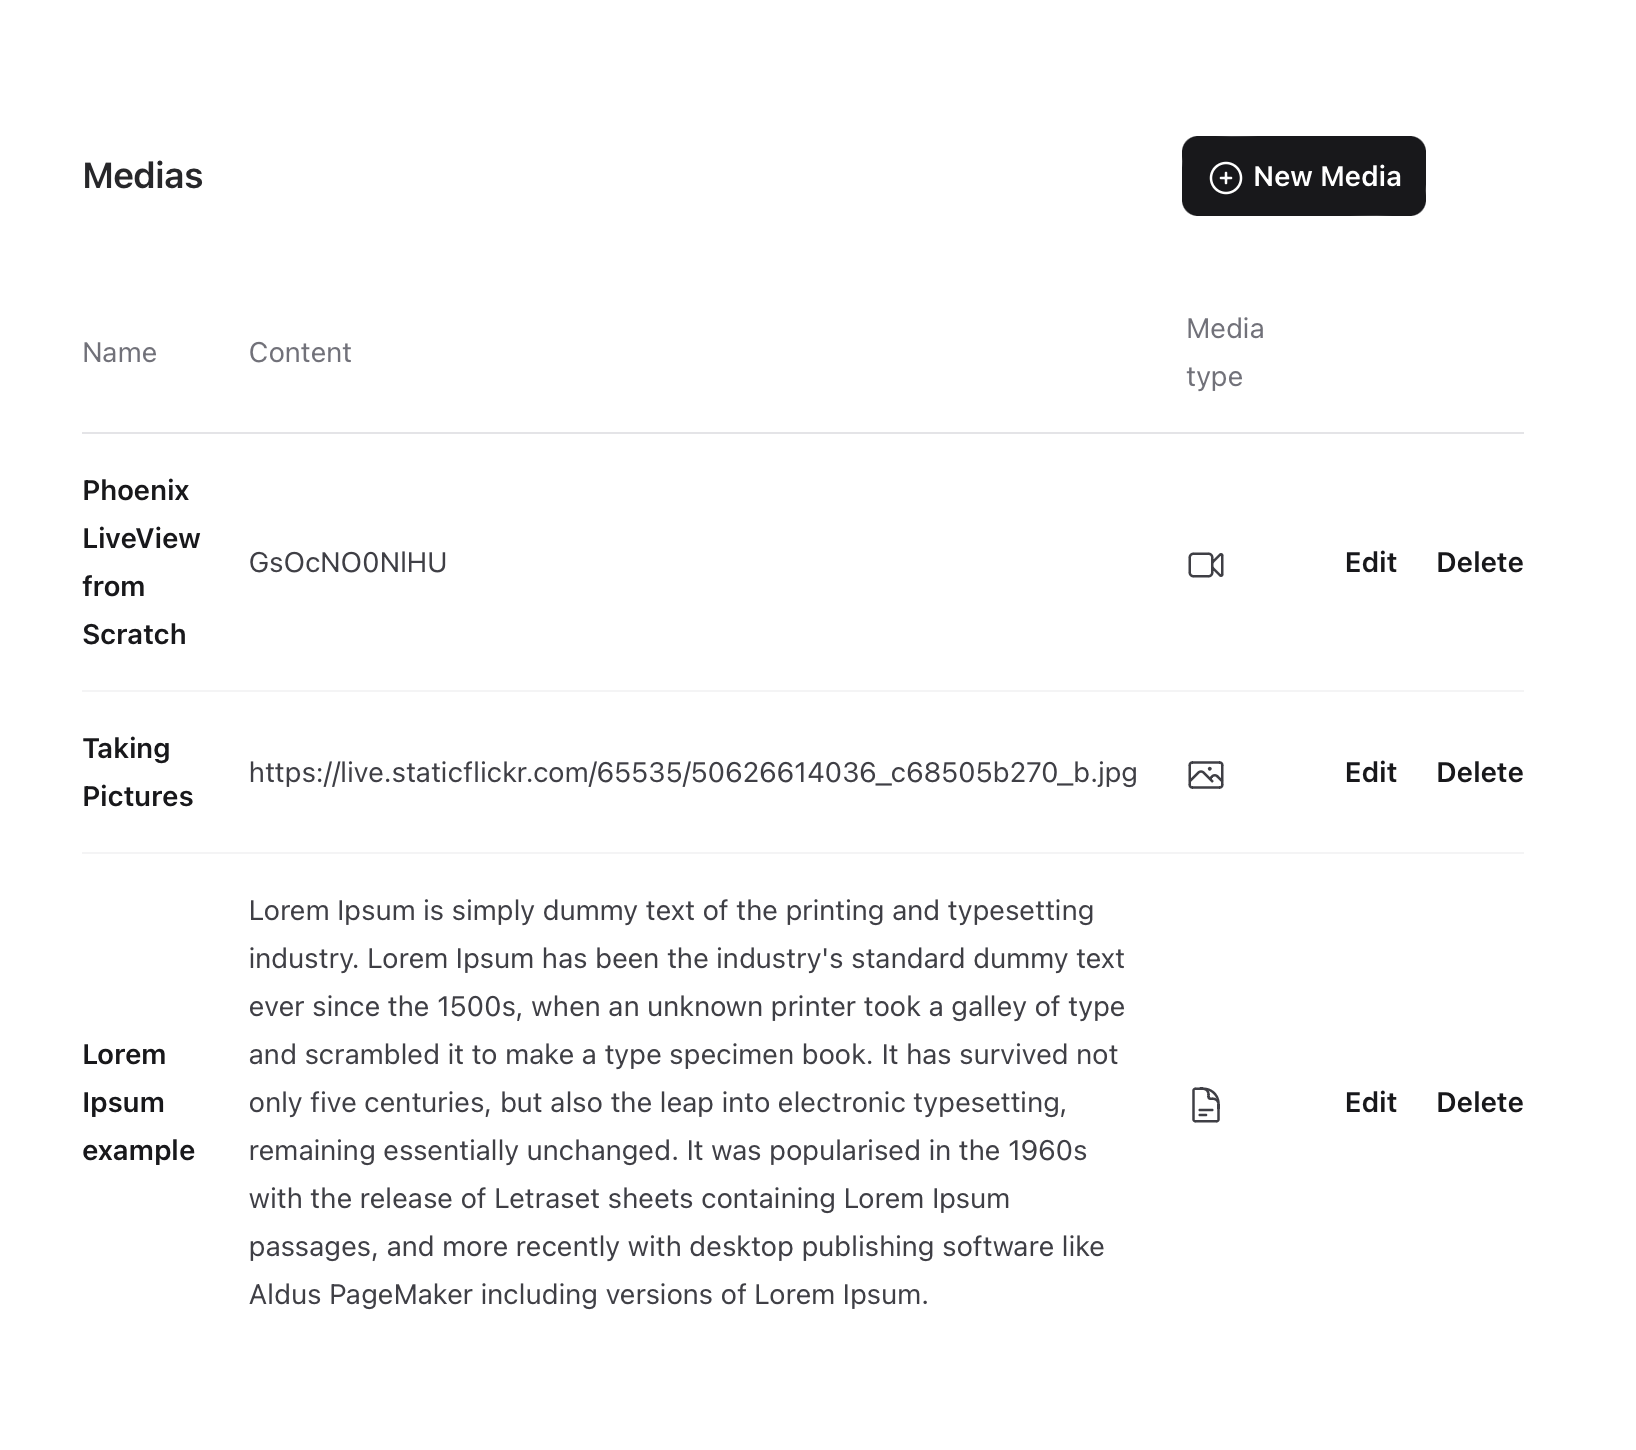 Medias
New Media
Name
Content
Media
type
Phoenix
LiveView
from
Scratch
GsOcNO0NlHU
Edit
Delete
Taking
Pictures
https://live.staticflickr.com/65535/50626614036_c68505b270_b.jpg
Edit
Delete
Lorem
Ipsum
example
Lorem Ipsum is simply dummy text of the printing and typesetting
industry. Lorem Ipsum has been the industry's standard dummy text
ever since the 1500s, when an unknown printer took a galley of type
and scrambled it to make a type specimen book. It has survived not
only five centuries, but also the leap into electronic typesetting,
remaining essentially unchanged. It was popularised in the 1960s
with the release of Letraset sheets containing Lorem Ipsum
passages, and more recently with desktop publishing software like
Aldus PageMaker including versions of Lorem Ipsum.
Edit
Delete